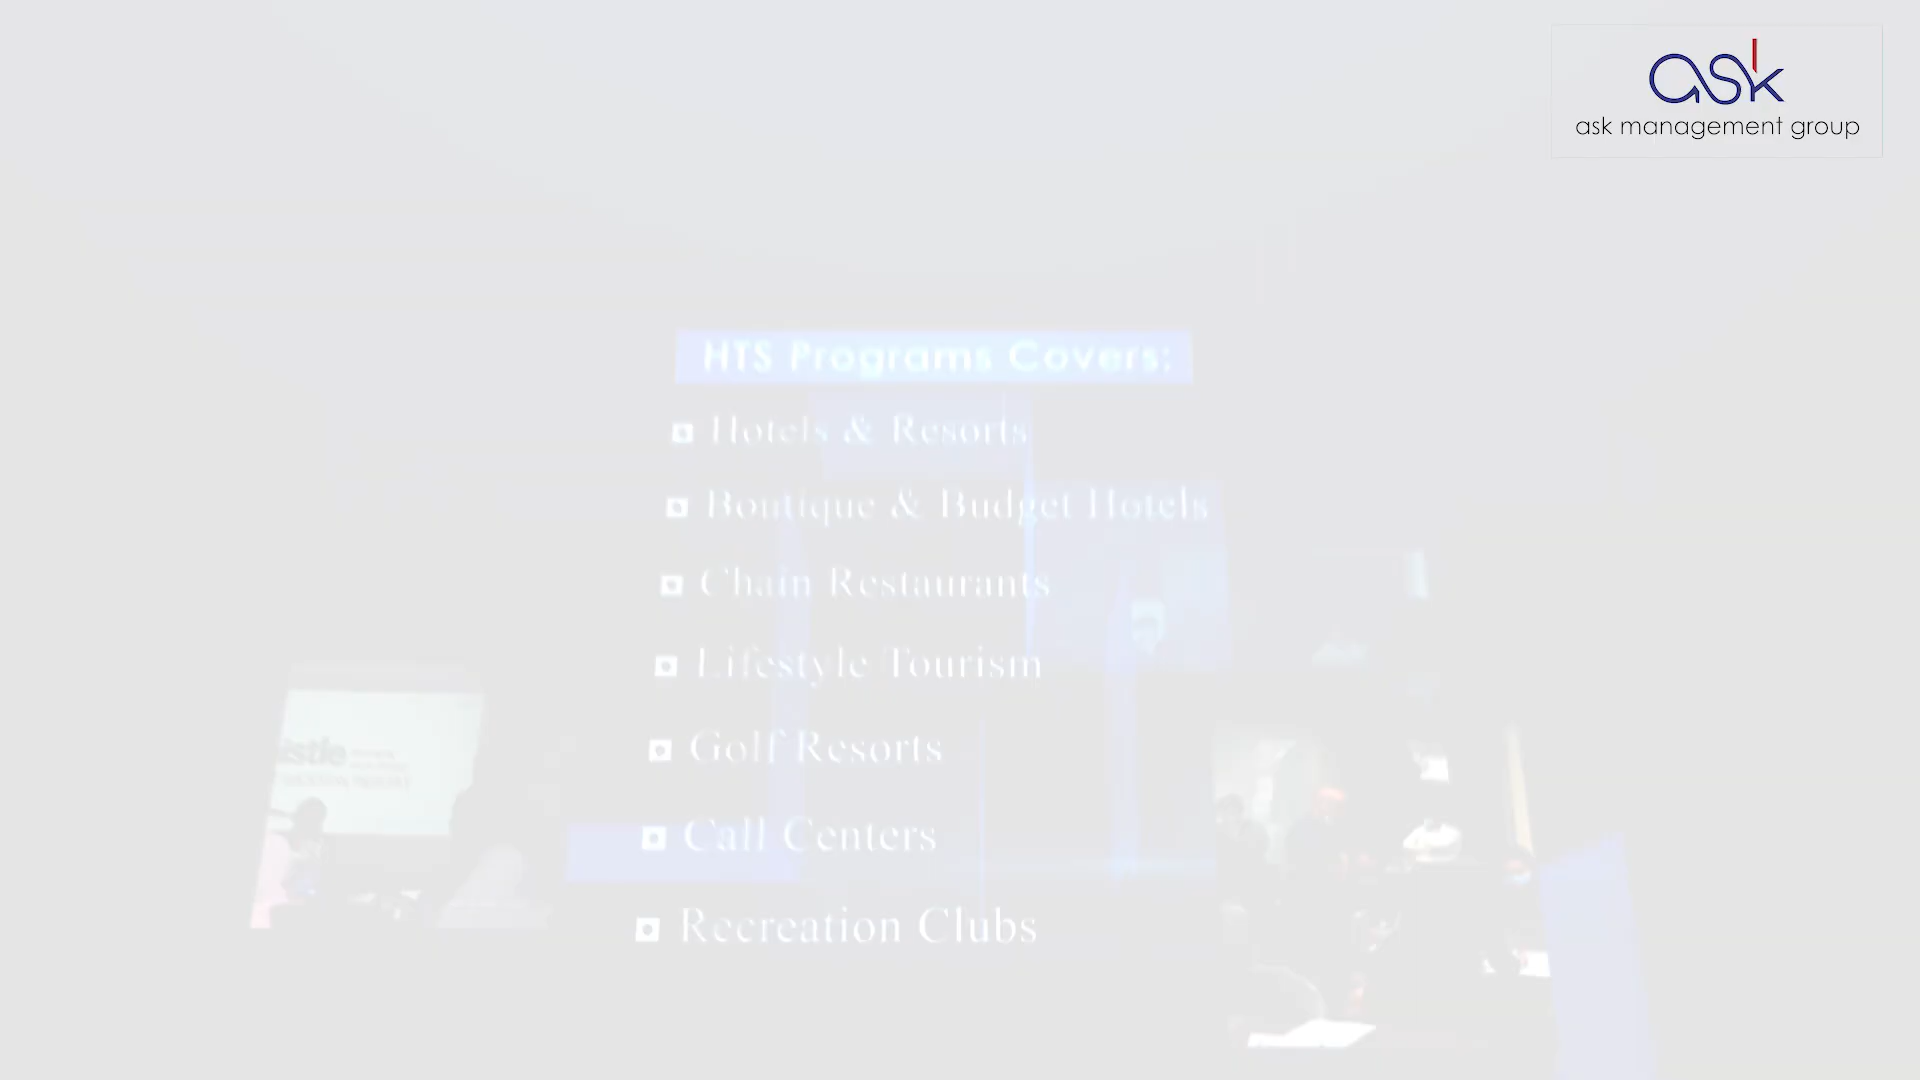 ask
ask management group
HTS Programs Covers:
Hotels & Resorts
Boutique & Budget Hotels
Chain Restaurants
Lifestyle Tourism
Golf Resorts
Call Centers
Recreation Clubs